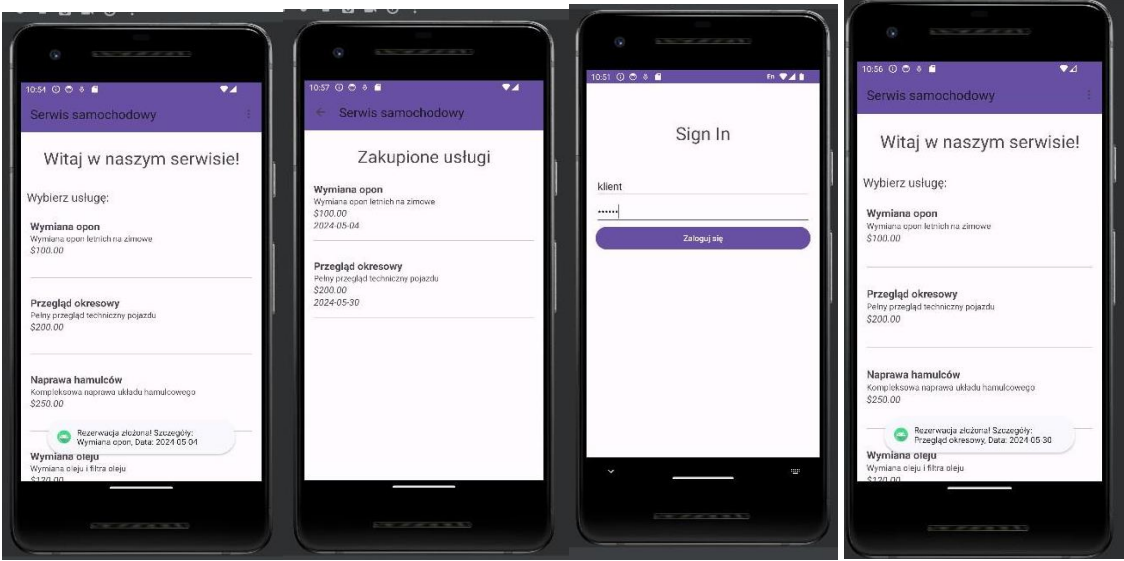 10:54
Serwis samochodowy
Witaj w naszym serwisie!
Wybierz usługę:
Wymiana opon
Wymiana opon letnich na zimowe
$100.00
Przegląd okresowy
Pełny przegląd techniczny pojazdu
$200.00
Naprawa hamulców
Kompleksowa naprawa układu hamulcowego
$250.00
Rezerwacja złożona! Szczegóły:
Wymiana opon, Data: 2024-05-04
Wymiana oleju
Wymiana oleju i filtra oleju
$120.00
10:57
Serwis samochodowy
Zakupione usługi
Wymiana opon
Wymiana opon letnich na zimowe
$100.00
2024-05-04
Przegląd okresowy
Pełny przegląd techniczny pojazdu
$200.00
2024-05-30
10:51 En
Sign In
klient
••••••
Zaloguj się
10:56
Serwis samochodowy
Witaj w naszym serwisie!
Wybierz usługę:
Wymiana opon
Wymiana opon letnich na zimowe
$100.00
Przegląd okresowy
Pełny przegląd techniczny pojazdu
$200.00
Naprawa hamulców
Kompleksowa naprawa układu hamulcowego
$250.00
Rezerwacja złożona! Szczegóły:
Przegląd okresowy, Data: 2024-05-30
Wymiana oleju
Wymiana oleju i filtra oleju
$120.00